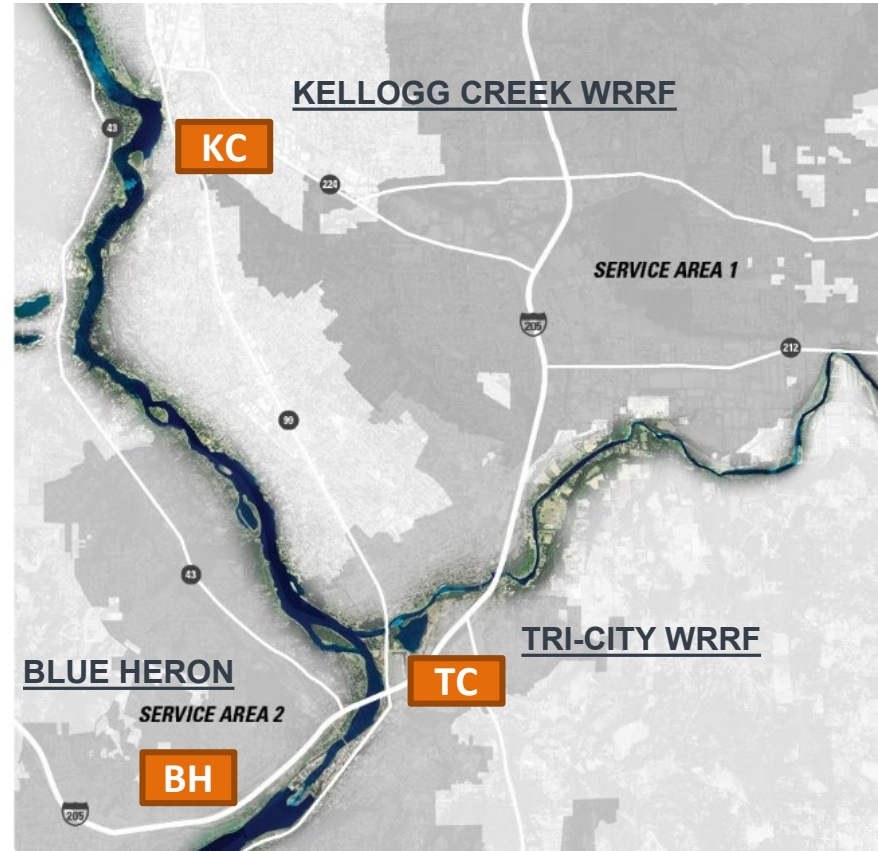 KELLOGG CREEK WRRF
43
KC
224
SERVICE AREA 1
205
212
99
43
TRI-CITY WRRF
BLUE HERON
TC
SERVICE AREA 2
BH
205